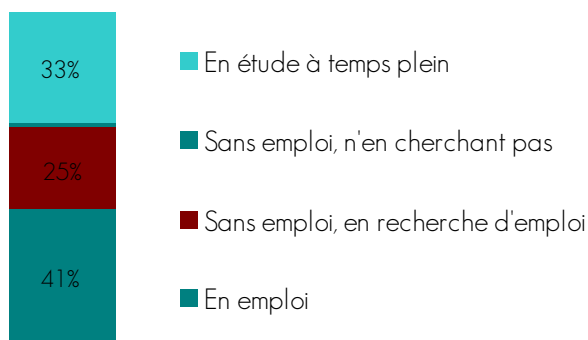 33%
En étude à temps plein
Sans emploi, n'en cherchant pas
25%
Sans emploi, en recherche d'emploi
41%
En emploi